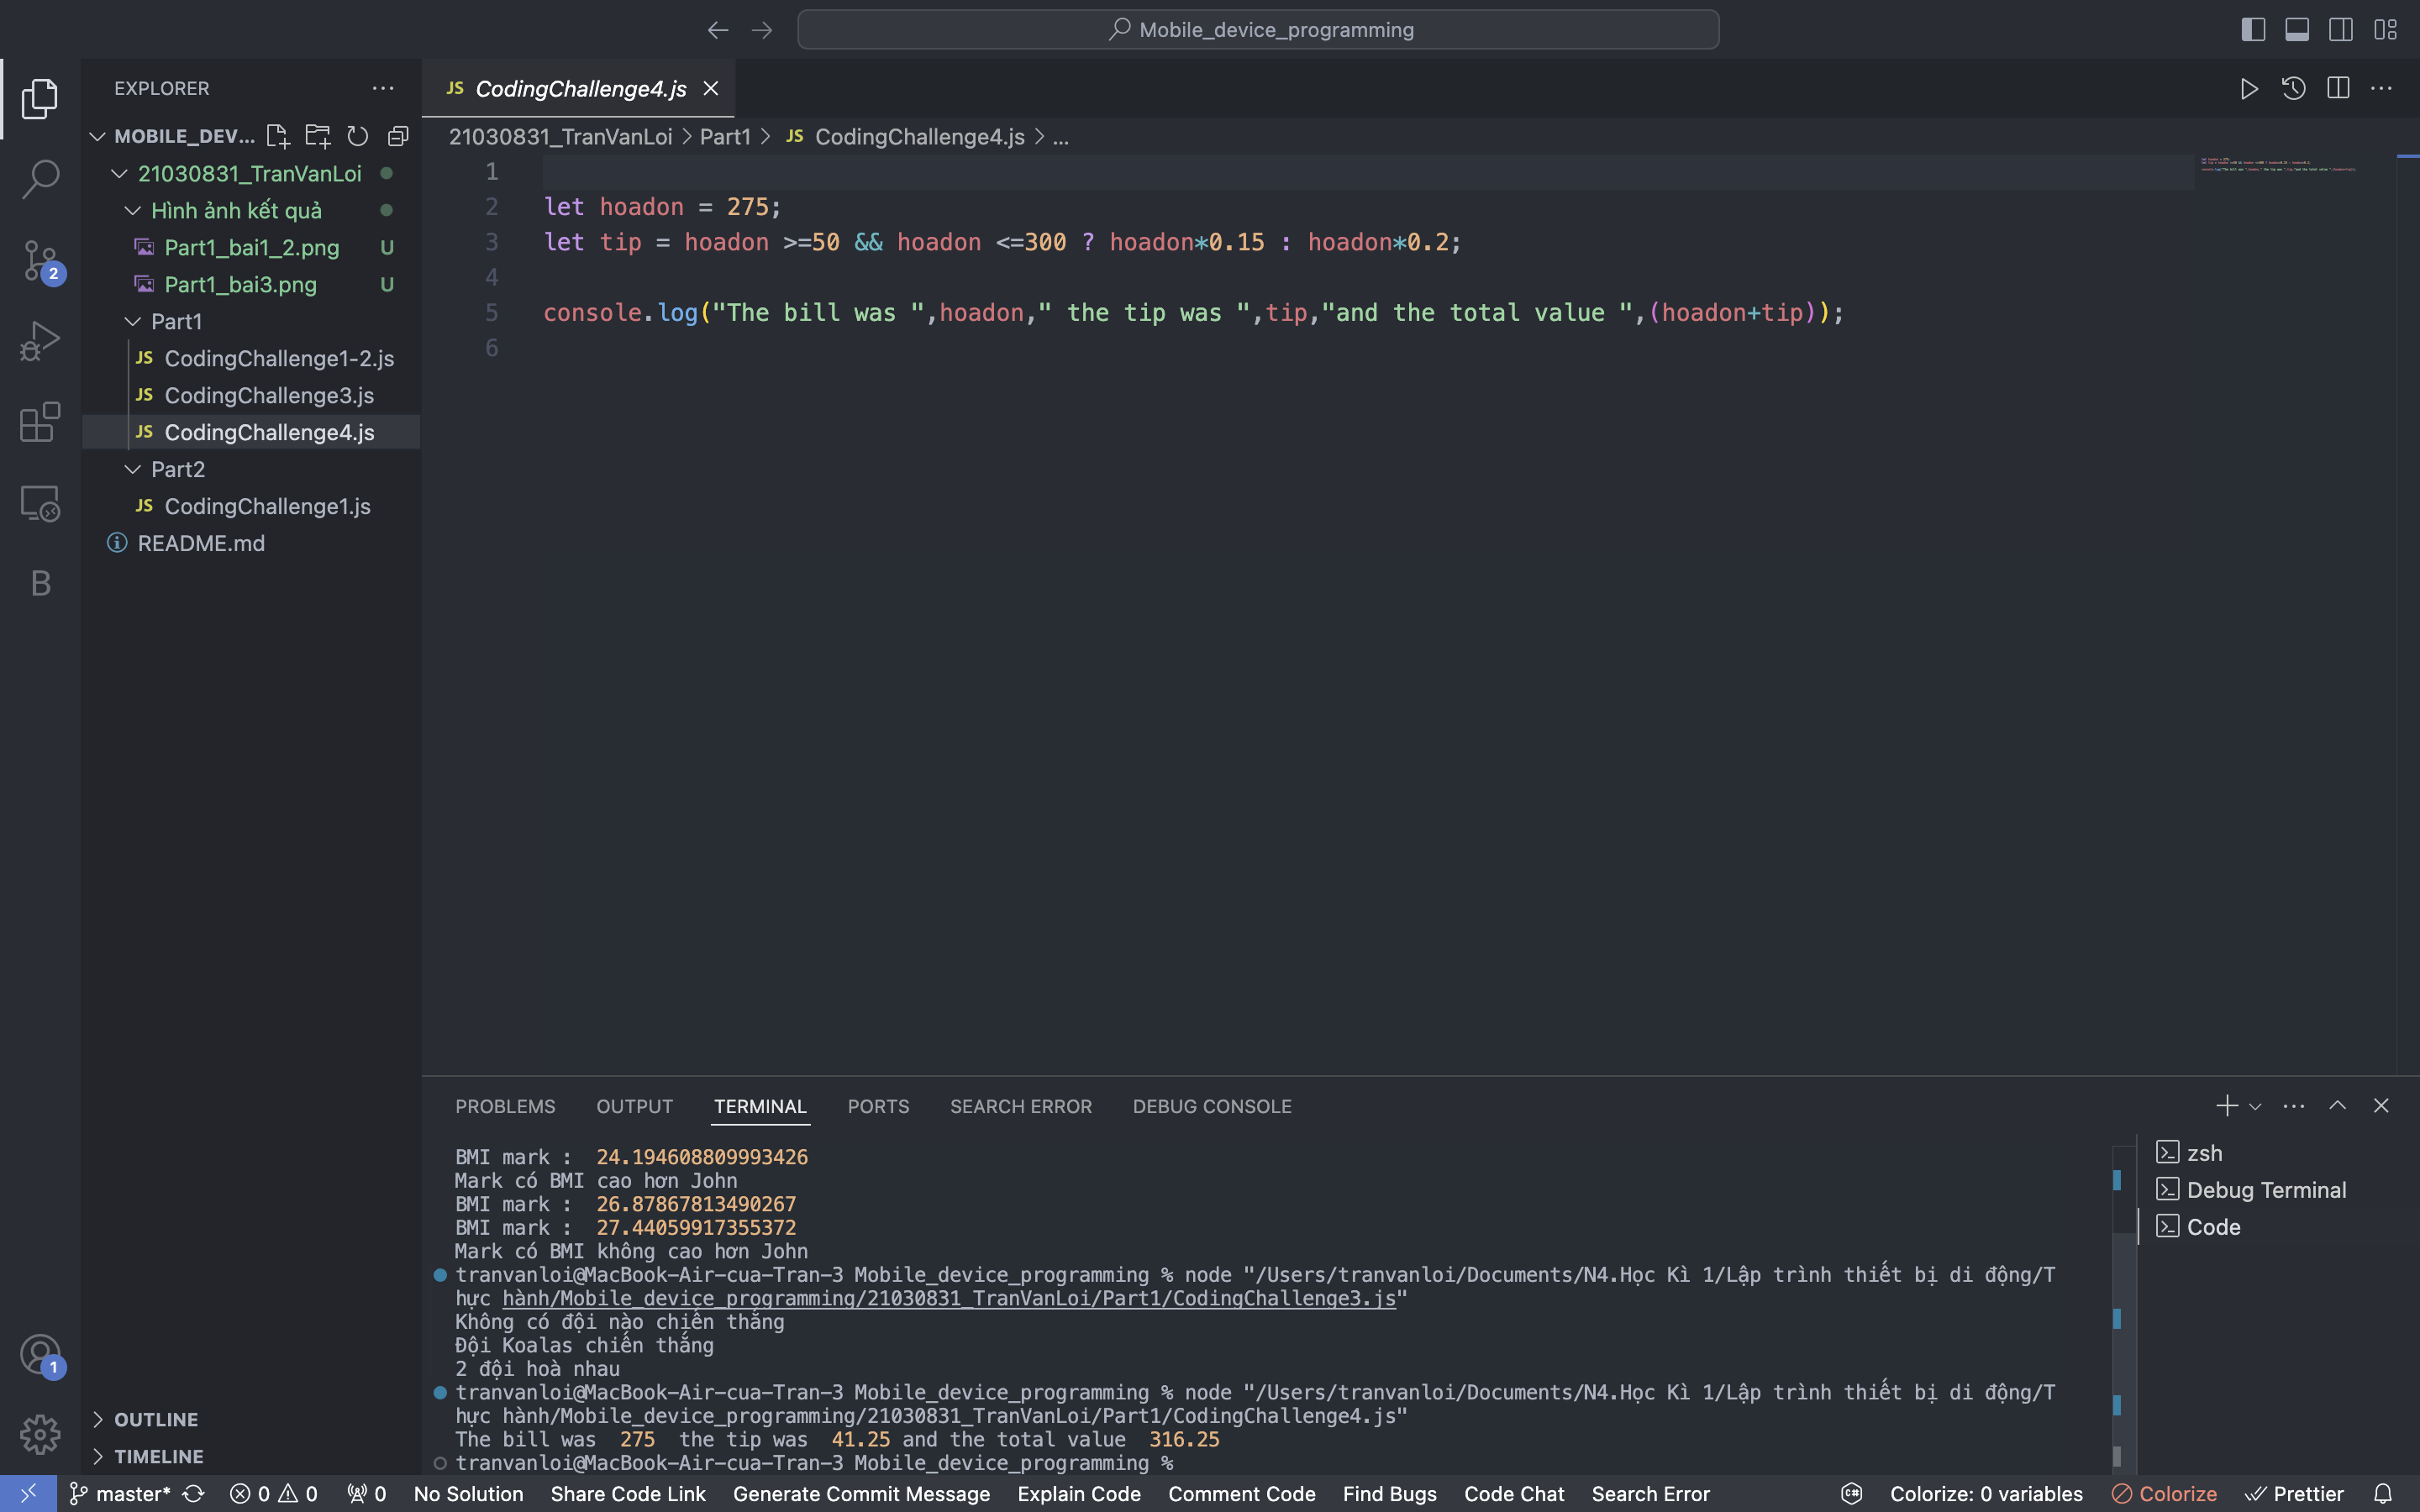 Mobile_device_programming
EXPLORER
MOBILE_DEV...
21030831_TranVanLoi
Hình ảnh kết quả
Part1_bai1_2.png U
Part1_bai3.png U
Part1
JS CodingChallenge1-2.js
JS CodingChallenge3.js
JS CodingChallenge4.js
Part2
JS CodingChallenge1.js
README.md
2
B
1
OUTLINE
TIMELINE
JS CodingChallenge4.js
21030831_TranVanLoi > Part1 > JS CodingChallenge4.js > ...
1
2 let hoadon = 275;
3 let tip = hoadon >=50 && hoadon <=300 ? hoadon*0.15 : hoadon*0.2;
4
5 console.log("The bill was ",hoadon," the tip was ",tip,"and the total value ",(hoadon+tip));
6
PROBLEMS OUTPUT TERMINAL PORTS SEARCH ERROR DEBUG CONSOLE
BMI mark :  24.194608809993426
Mark có BMI cao hơn John
BMI mark :  26.87867813490267
BMI mark :  27.44059917355372
Mark có BMI không cao hơn John
tranvanloi@MacBook-Air-cua-Tran-3 Mobile_device_programming % node "/Users/tranvanloi/Documents/N4.Học Kì 1/Lập trình thiết bị di động/T
hực hành/Mobile_device_programming/21030831_TranVanLoi/Part1/CodingChallenge3.js"
Không có đội nào chiến thắng
Đội Koalas chiến thắng
2 đội hoà nhau
tranvanloi@MacBook-Air-cua-Tran-3 Mobile_device_programming % node "/Users/tranvanloi/Documents/N4.Học Kì 1/Lập trình thiết bị di động/T
hực hành/Mobile_device_programming/21030831_TranVanLoi/Part1/CodingChallenge4.js"
The bill was  275  the tip was  41.25 and the total value  316.25
tranvanloi@MacBook-Air-cua-Tran-3 Mobile_device_programming %
zsh
Debug Terminal
Code
master* 0 0 0 No Solution Share Code Link Generate Commit Message Explain Code Comment Code Find Bugs Code Chat Search Error Colorize: 0 variables Colorize Prettier